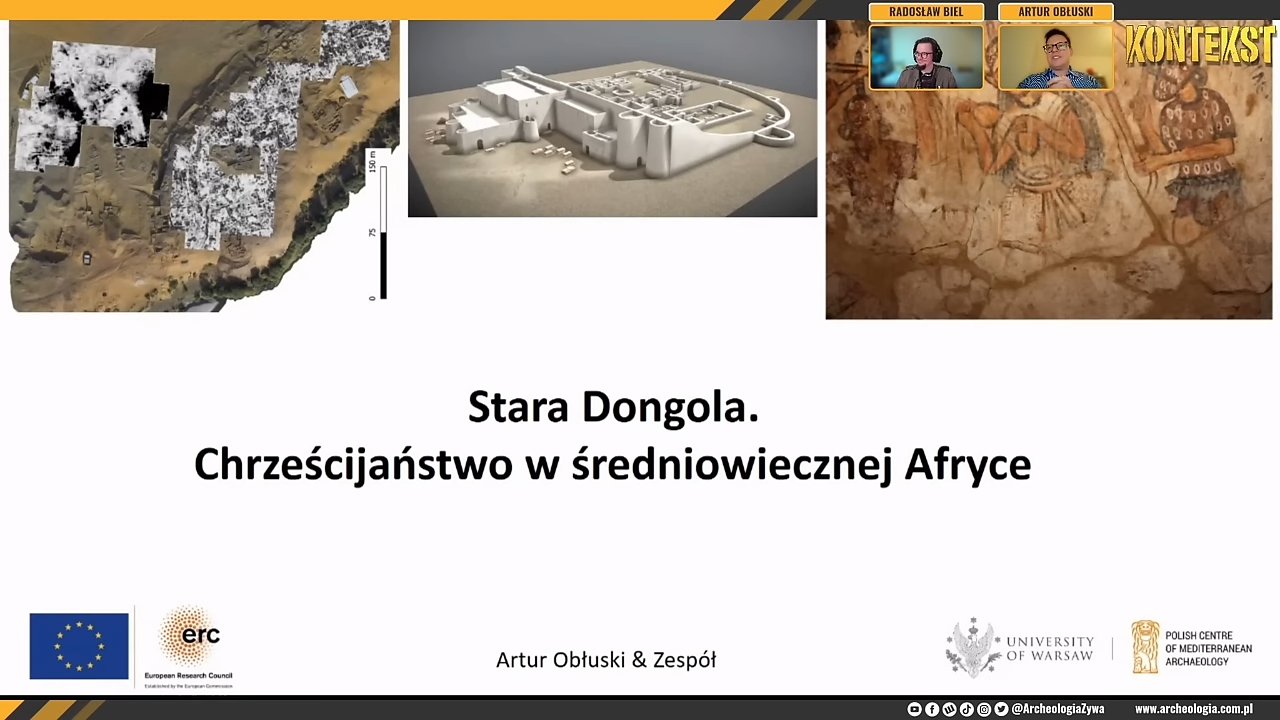 RADOSŁAW BIEL
ARTUR OBŁUSKI
KONTEKST
150 m
75
0
Stara Dongola.
Chrześcijaństwo w średniowiecznej Afryce
erc
European Research Council
Established by the European Commission
Artur Obłuski & Zespół
UNIVERSITY
OF WARSAW
POLISH CENTRE
OF MEDITERRANEAN
ARCHAEOLOGY
@ArcheologiaZywa
www.archeologia.com.pl